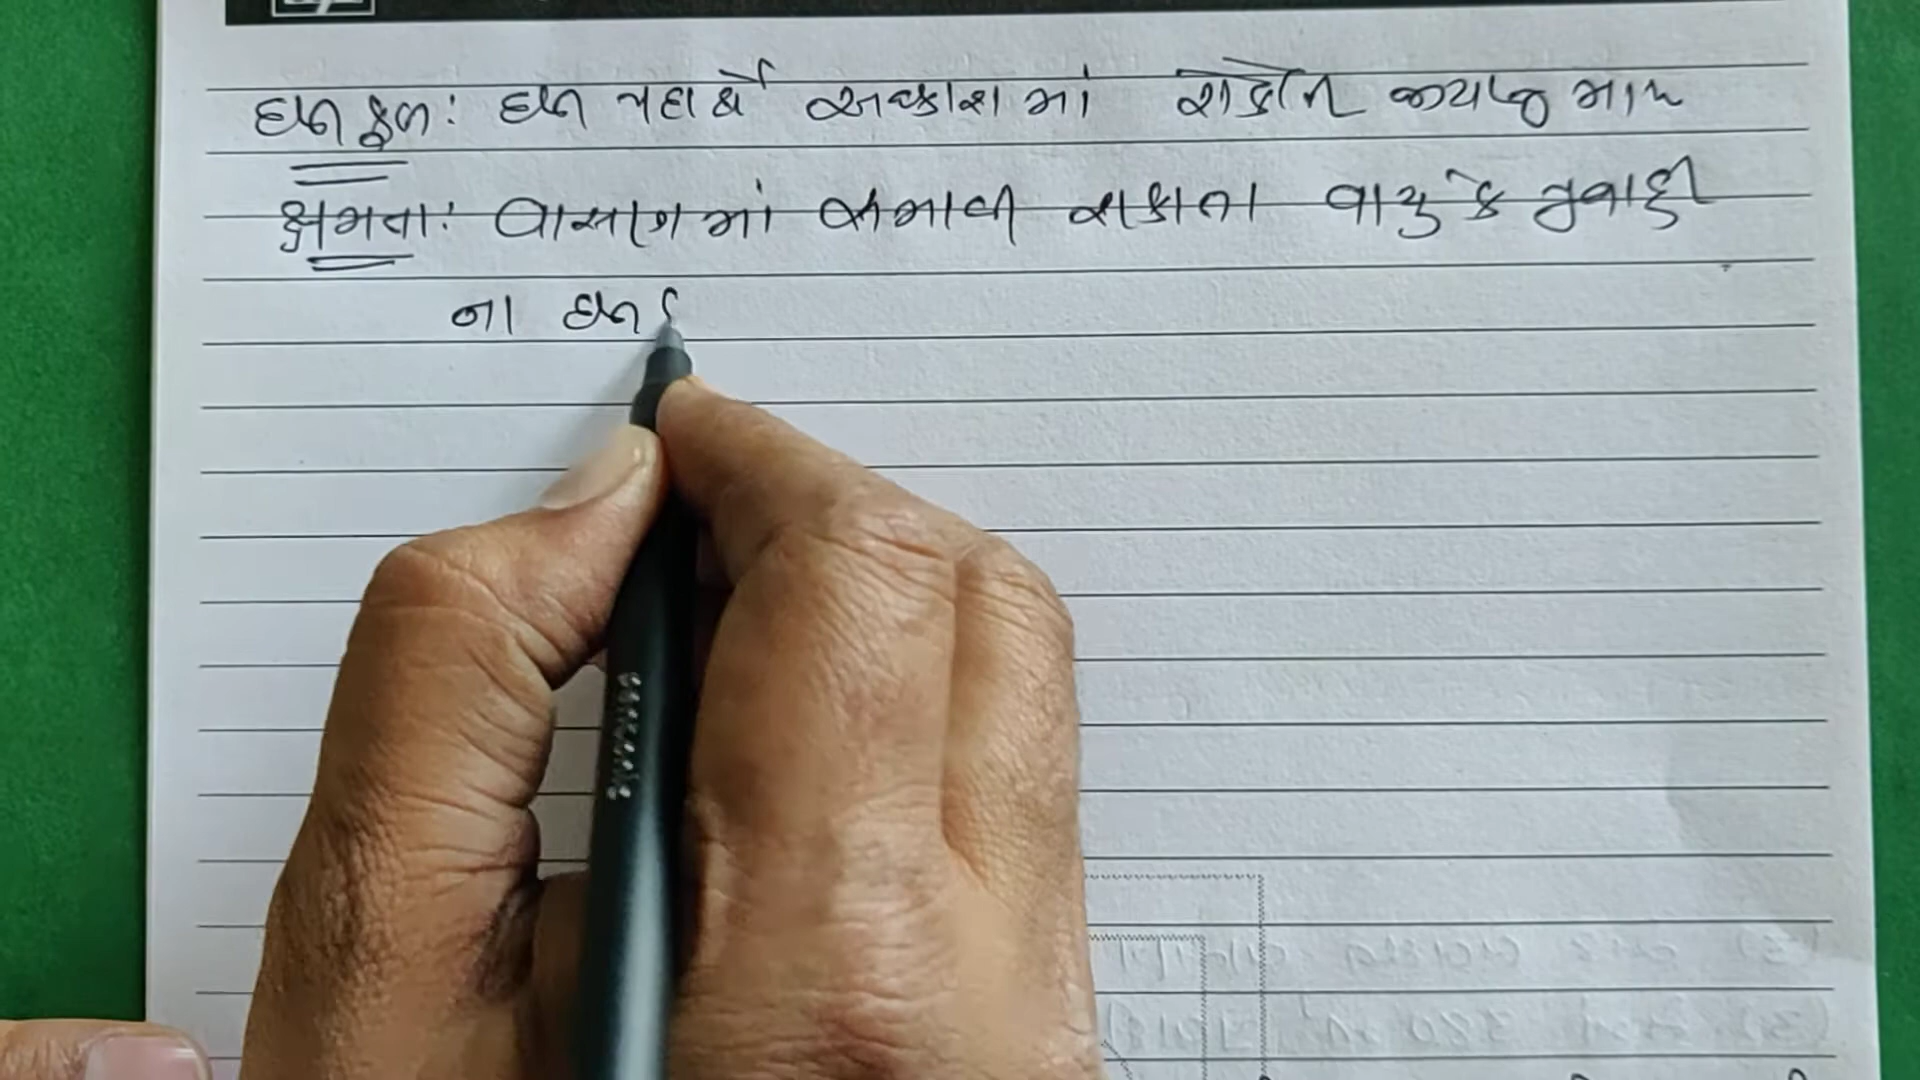 ઘનફળ: ઘન પદાર્થે અવકાશમાં રોકેલ જગ્યાનું માપ
ક્ષમતા: વાસણમાં સમાવી શકાતા વાયુ કે પ્રવાહી
ના ઘન